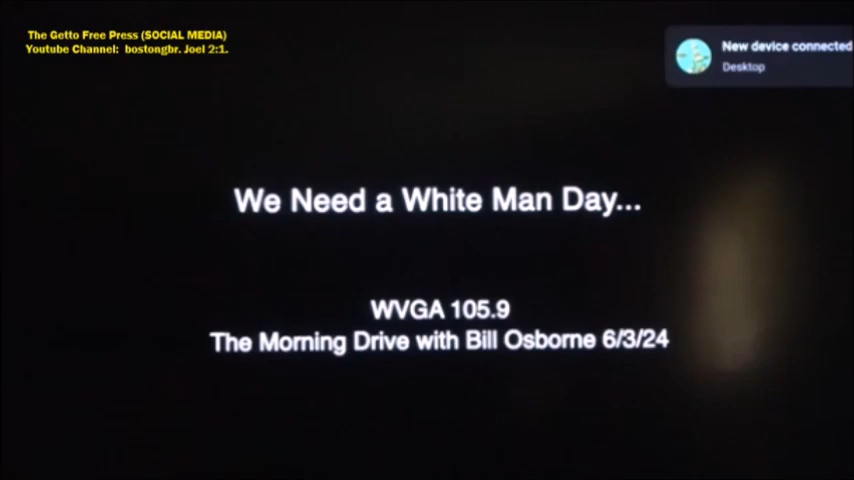 The Getto Free Press (SOCIAL MEDIA)
Youtube Channel: bostongbr. Joel 2:1.
New device connected
Desktop
We Need a White Man Day...
WVGA 105.9
The Morning Drive with Bill Osborne 6/3/24